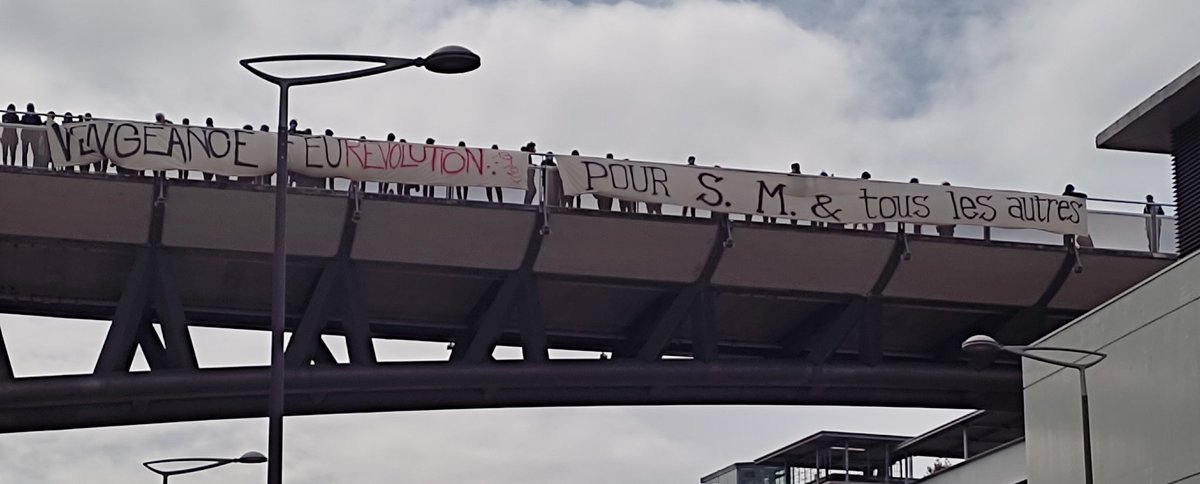 VENGEANCE FEU REVOLUTION
POUR S. M. & tous les autres